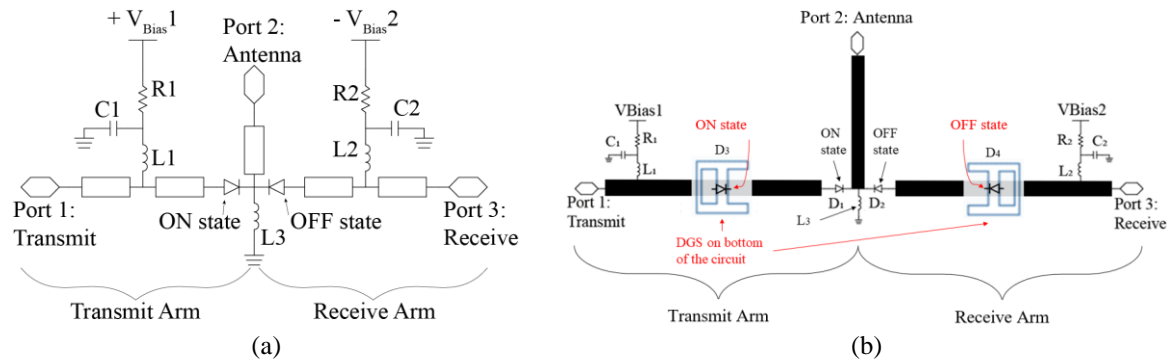 + V_Bias 1
- V_Bias 2
Port 2:
Antenna
R1
R2
C1
C2
L1
L2
Port 1:
Transmit
ON state
OFF state
Port 3:
Receive
L3
Transmit Arm
Receive Arm
(a)
Port 2: Antenna
VBias1
VBias2
R1
R2
C1
C2
L1
L2
ON state
OFF state
D3
D4
ON
state
OFF
state
Port 1:
Transmit
D1
D2
L3
Port 3:
Receive
DGS on bottom
of the circuit
Transmit Arm
Receive Arm
(b)